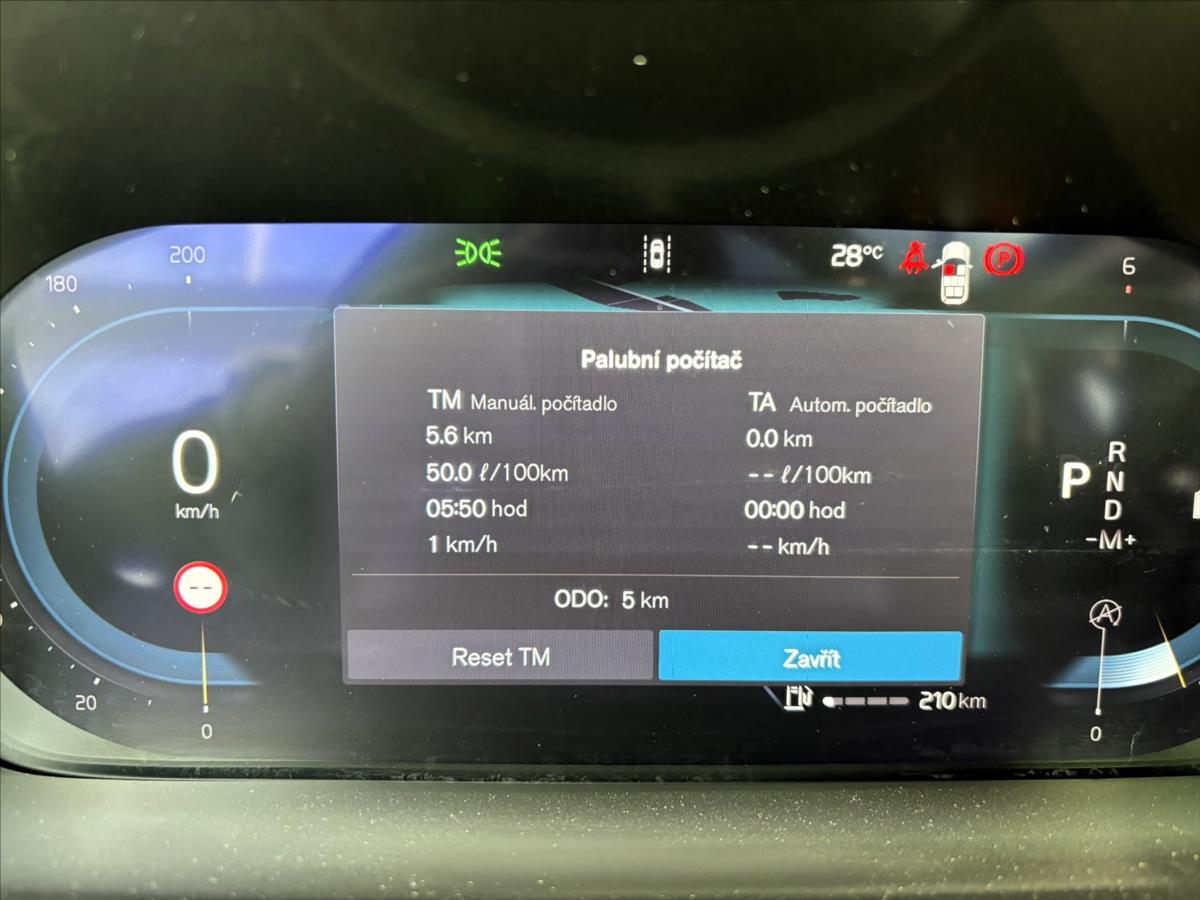 200
180
28°C
6
Palubní počítač
TM Manuál. počítadlo
TA Autom. počítadlo
5.6 km
0.0 km
50.0 ℓ/100km
-- ℓ/100km
05:50 hod
00:00 hod
1 km/h
-- km/h
ODO: 5 km
Reset TM
Zavřít
0
km/h
--
P
R
N
D
-M+
A
P
20
0
210 km
0